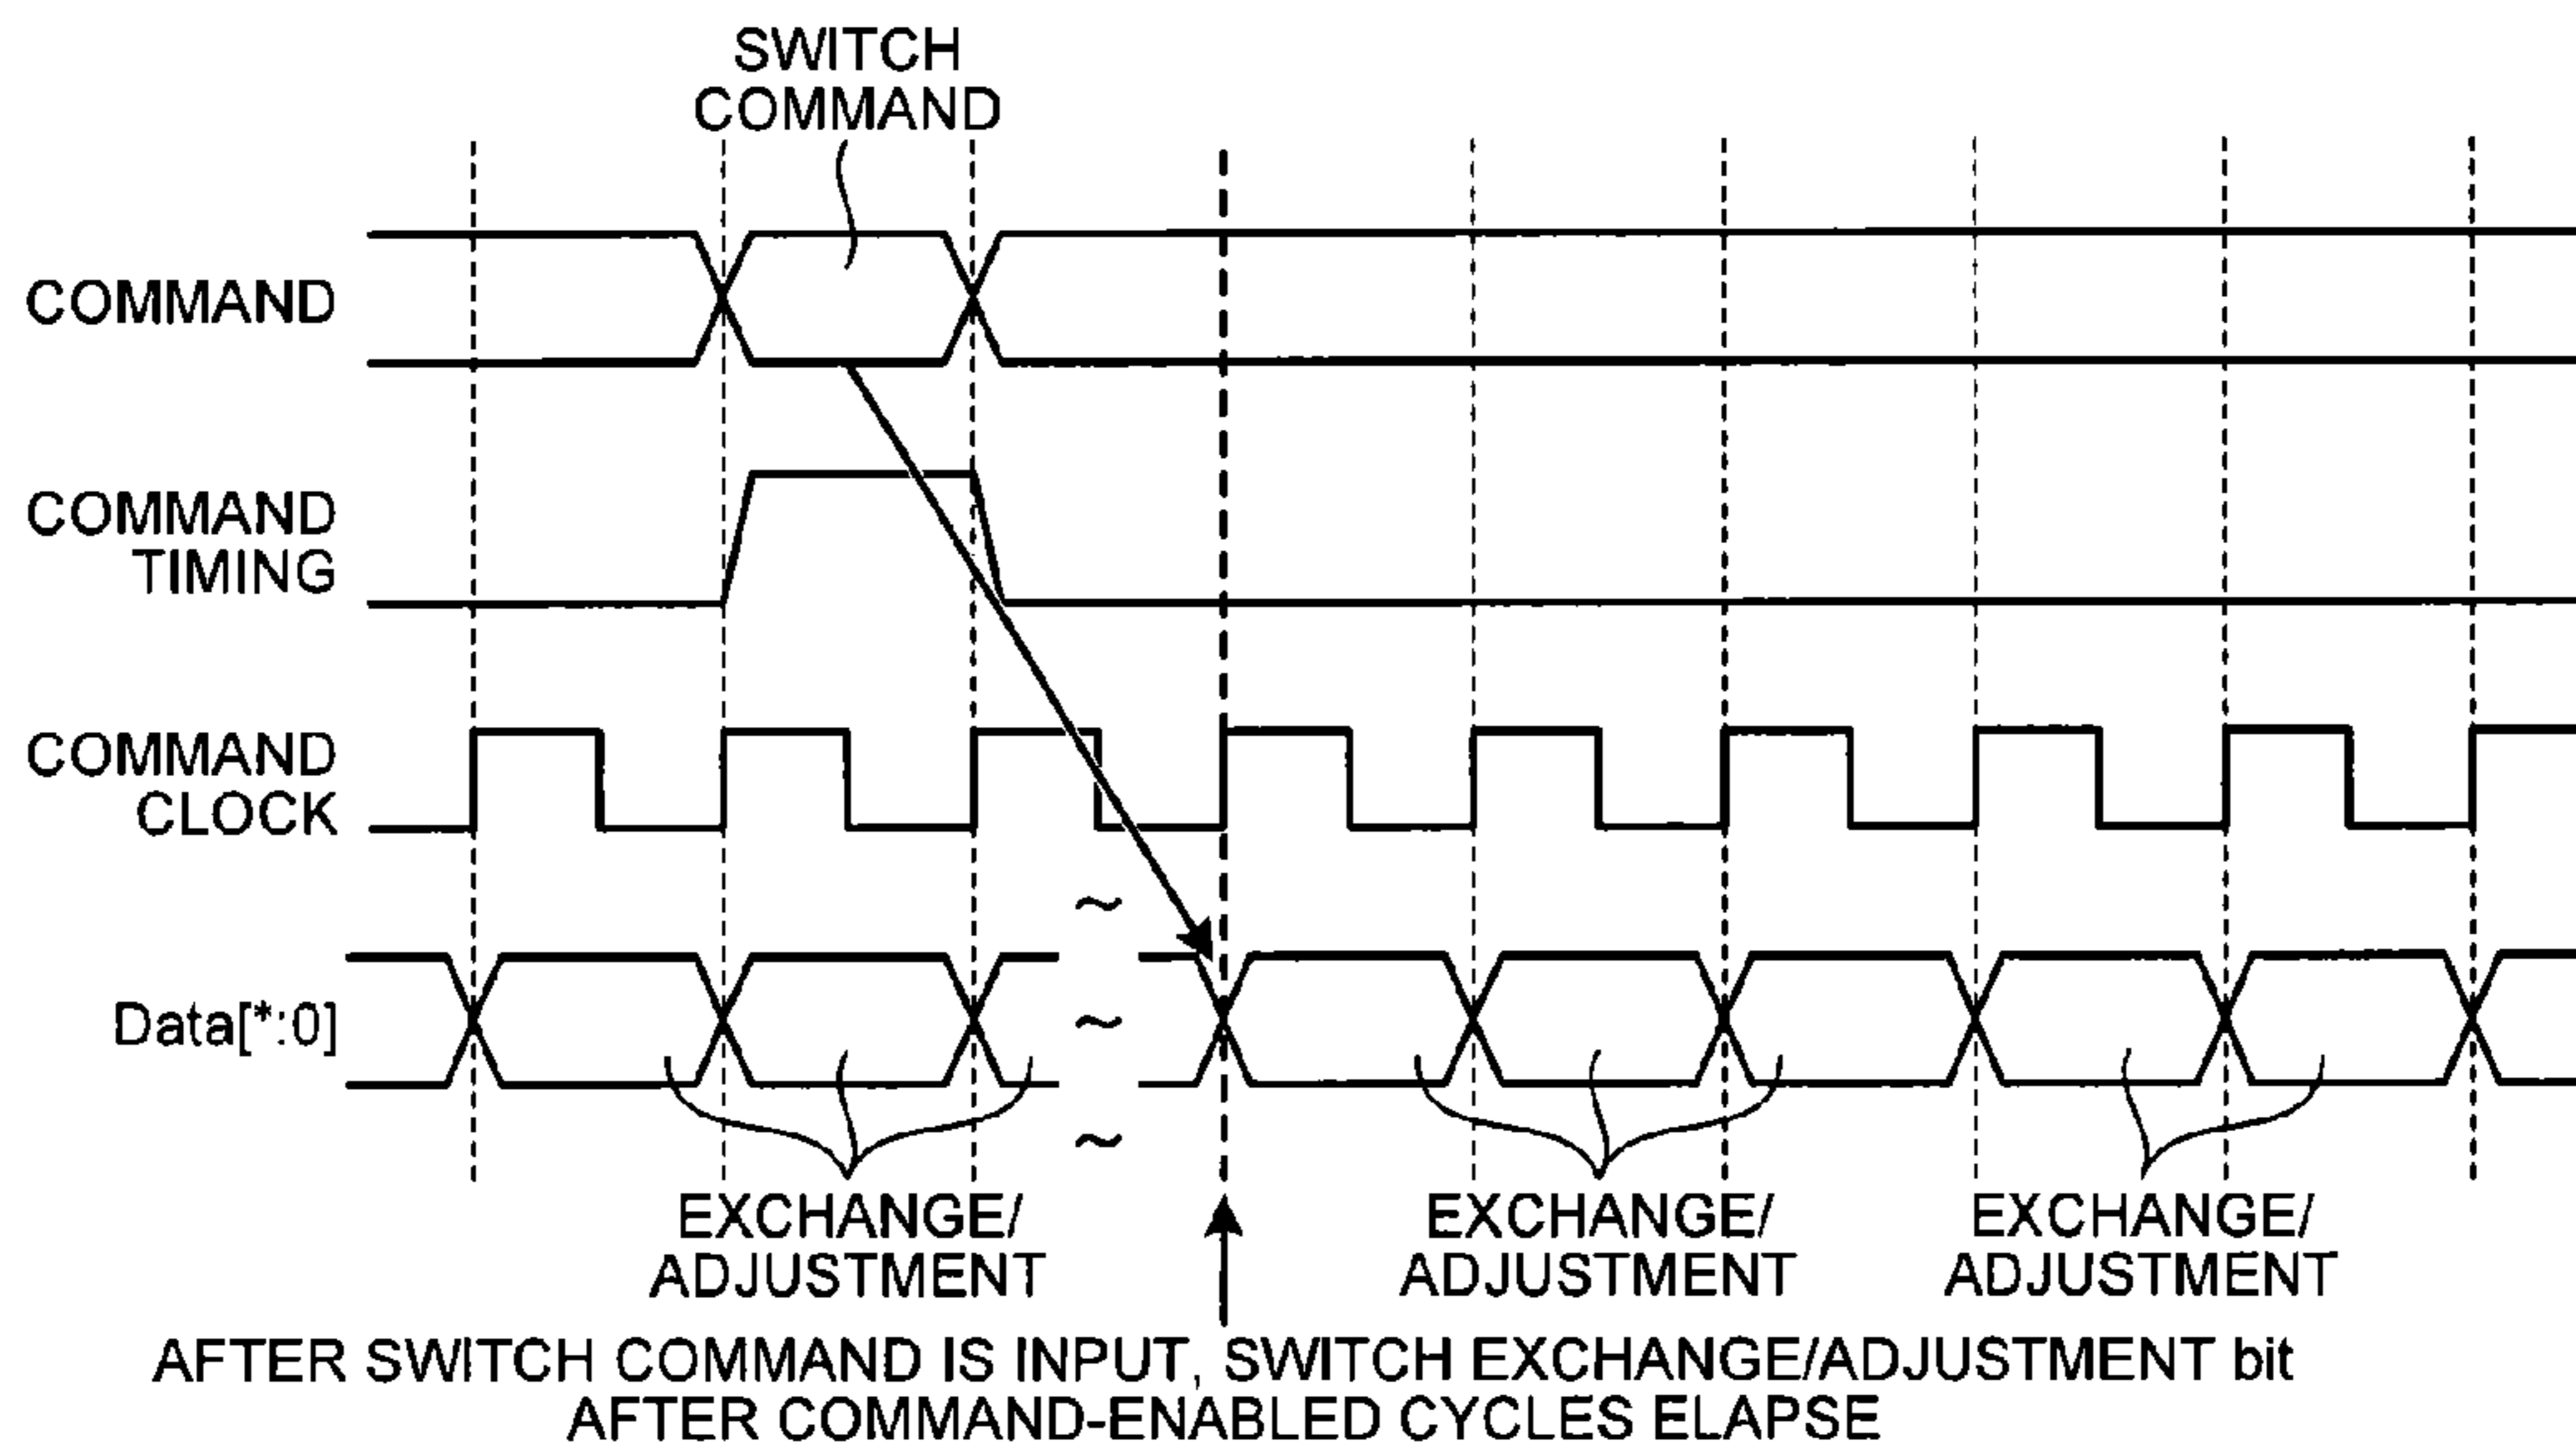 SWITCH
COMMAND
COMMAND
COMMAND
TIMING
COMMAND
CLOCK
~
Data[*:0]
~
~
EXCHANGE/
ADJUSTMENT
EXCHANGE/
ADJUSTMENT
EXCHANGE/
ADJUSTMENT
AFTER SWITCH COMMAND IS INPUT, SWITCH EXCHANGE/ADJUSTMENT bit
AFTER COMMAND-ENABLED CYCLES ELAPSE